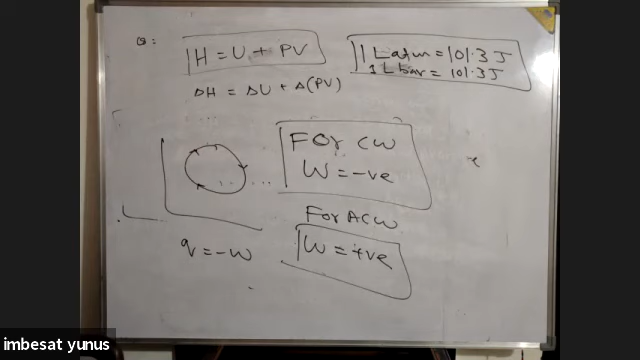 Q:
H = U + PV
1 Latm = 101.3 J
1 L bar = 101.3 J
ΔH = ΔU + Δ(PV)
FOr CW
W = -ve
For ACW
W = +ve
q = -W
imbesat yunus